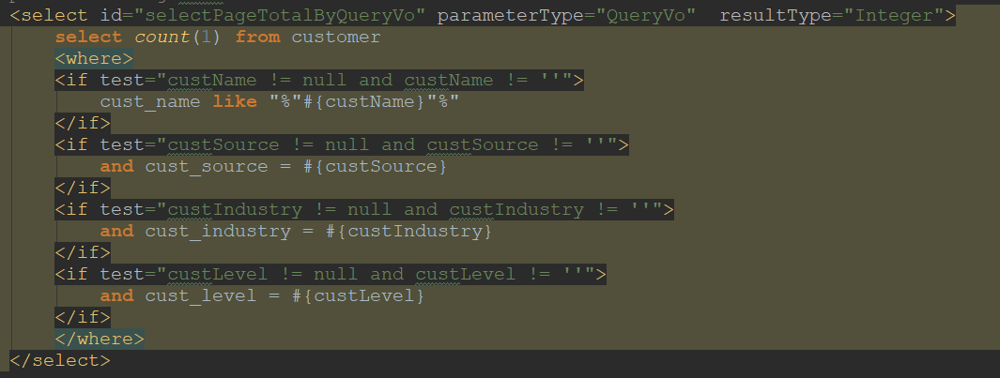 <select id="selectPageTotalByQueryVo" parameterType="QueryVo"  resultType="Integer">
    select count(1) from customer
    <where>
    <if test="custName != null and custName != ''">
        cust_name like "%"#{custName}"%"
    </if>
    <if test="custSource != null and custSource != ''">
        and cust_source = #{custSource}
    </if>
    <if test="custIndustry != null and custIndustry != ''">
        and cust_industry = #{custIndustry}
    </if>
    <if test="custLevel != null and custLevel != ''">
        and cust_level = #{custLevel}
    </if>
    </where>
</select>